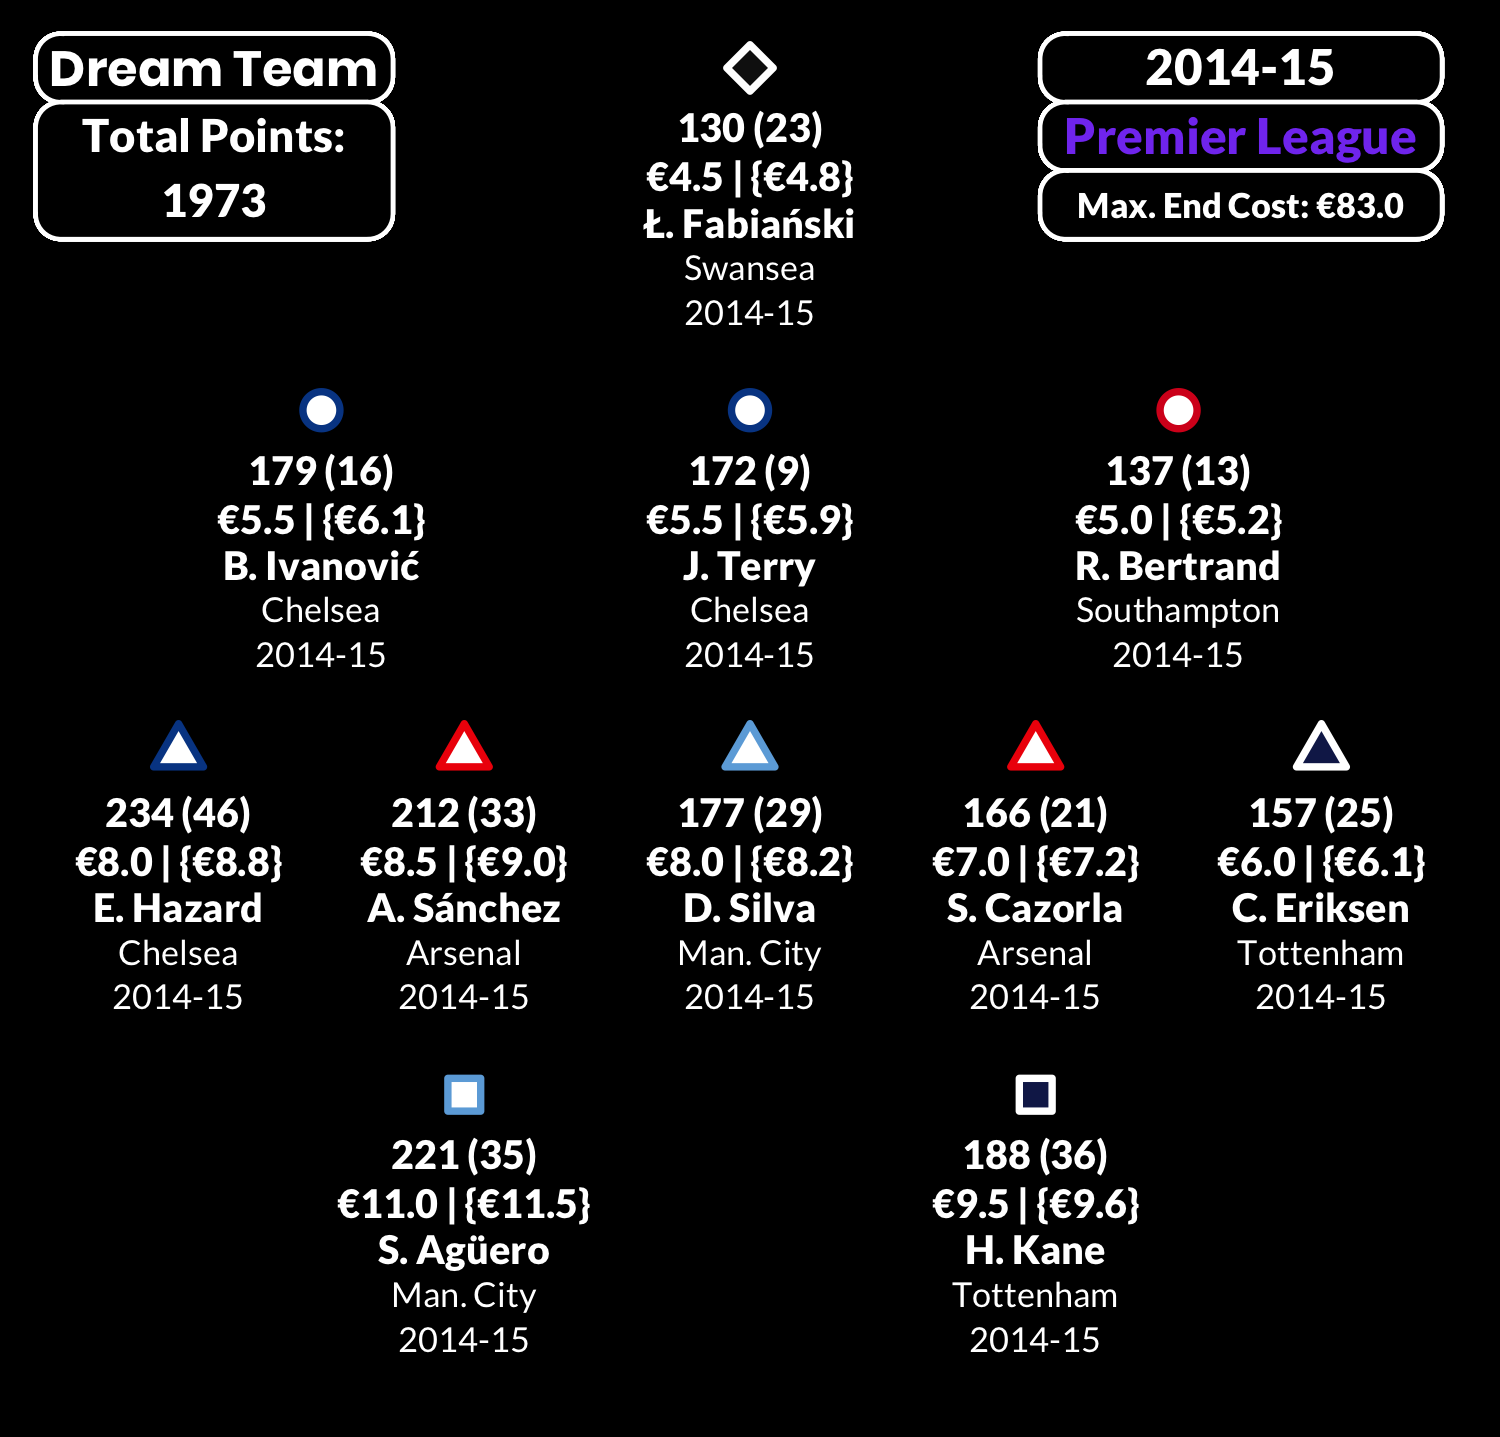 Dream Team
Total Points:
1973
2014-15
Premier League
Max. End Cost: €83.0
130 (23)
€4.5 | {€4.8}
Ł. Fabiański
Swansea
2014-15
179 (16)
€5.5 | {€6.1}
B. Ivanović
Chelsea
2014-15
172 (9)
€5.5 | {€5.9}
J. Terry
Chelsea
2014-15
137 (13)
€5.0 | {€5.2}
R. Bertrand
Southampton
2014-15
234 (46)
€8.0 | {€8.8}
E. Hazard
Chelsea
2014-15
212 (33)
€8.5 | {€9.0}
A. Sánchez
Arsenal
2014-15
177 (29)
€8.0 | {€8.2}
D. Silva
Man. City
2014-15
166 (21)
€7.0 | {€7.2}
S. Cazorla
Arsenal
2014-15
157 (25)
€6.0 | {€6.1}
C. Eriksen
Tottenham
2014-15
221 (35)
€11.0 | {€11.5}
S. Agüero
Man. City
2014-15
188 (36)
€9.5 | {€9.6}
H. Kane
Tottenham
2014-15